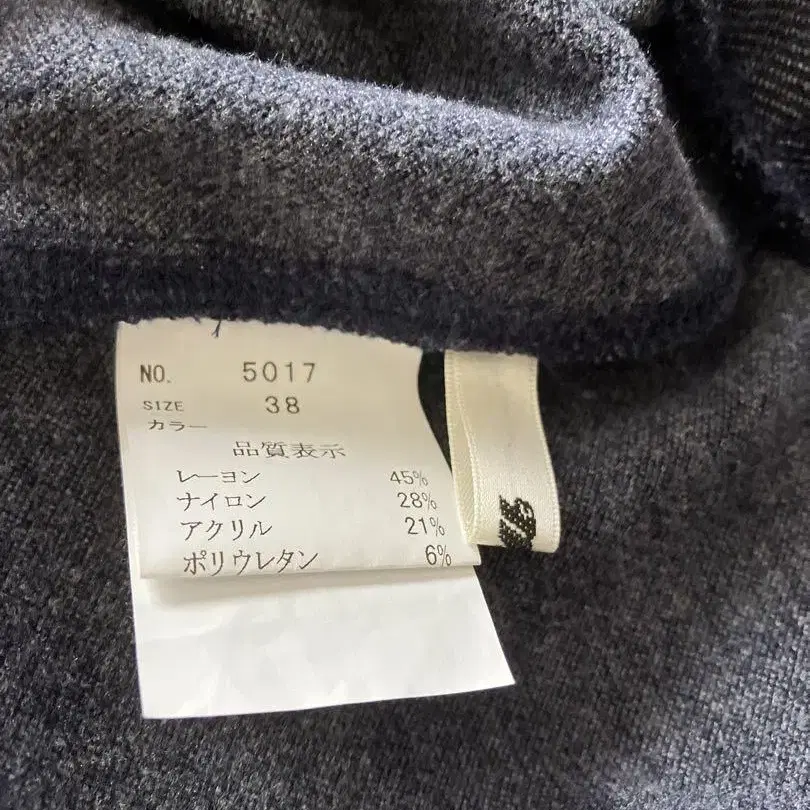 NO. 5017
SIZE 38
カラー
品質表示
レーヨン 45%
ナイロン 28%
アクリル 21%
ポリウレタン 6%